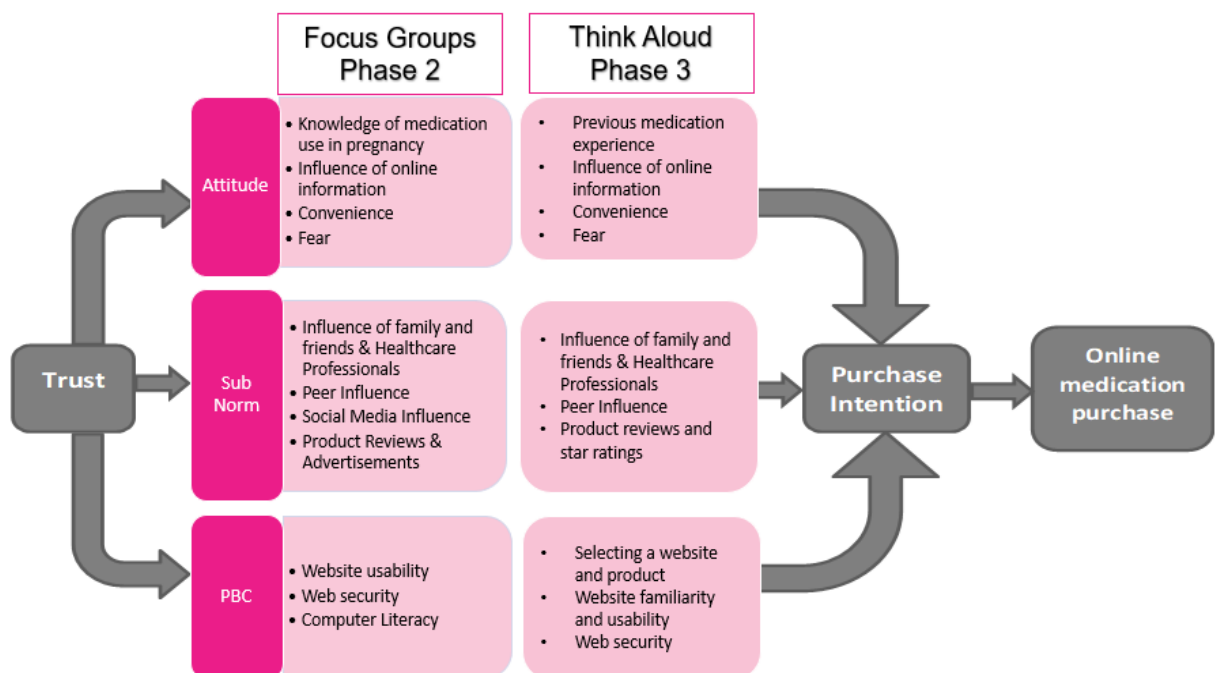 Focus Groups
Phase 2
Think Aloud
Phase 3
Attitude
• Knowledge of medication
use in pregnancy
• Influence of online
information
• Convenience
• Fear
• Previous medication
experience
• Influence of online
information
• Convenience
• Fear
Trust
Sub
Norm
• Influence of family and
friends & Healthcare
Professionals
• Peer Influence
• Social Media Influence
• Product Reviews &
Advertisements
• Influence of family and
friends & Healthcare
Professionals
• Peer Influence
• Product reviews and
star ratings
Purchase
Intention
Online
medication
purchase
PBC
• Website usability
• Web security
• Computer Literacy
• Selecting a website
and product
• Website familiarity
and usability
• Web security